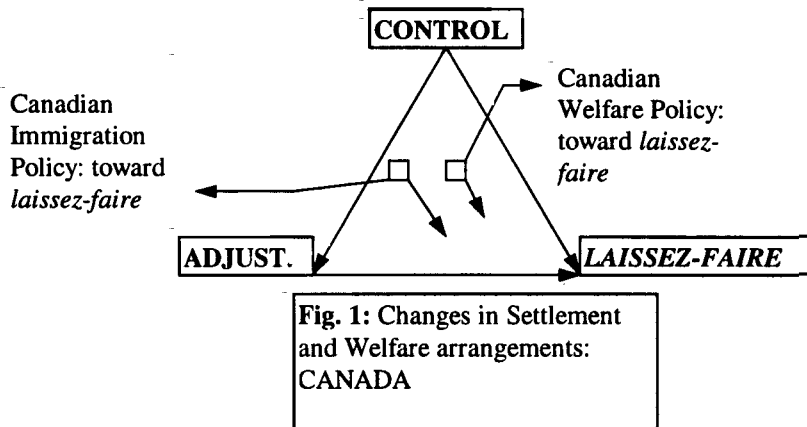 CONTROL
Canadian
Immigration
Policy: toward
laissez-faire
Canadian
Welfare Policy:
toward laissez-
faire
ADJUST.
LAISSEZ-FAIRE
Fig. 1: Changes in Settlement
and Welfare arrangements:
CANADA